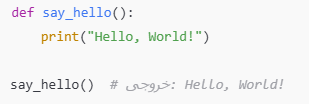 def say_hello():
    print("Hello, World!")
say_hello()  # خروجی: Hello, World!